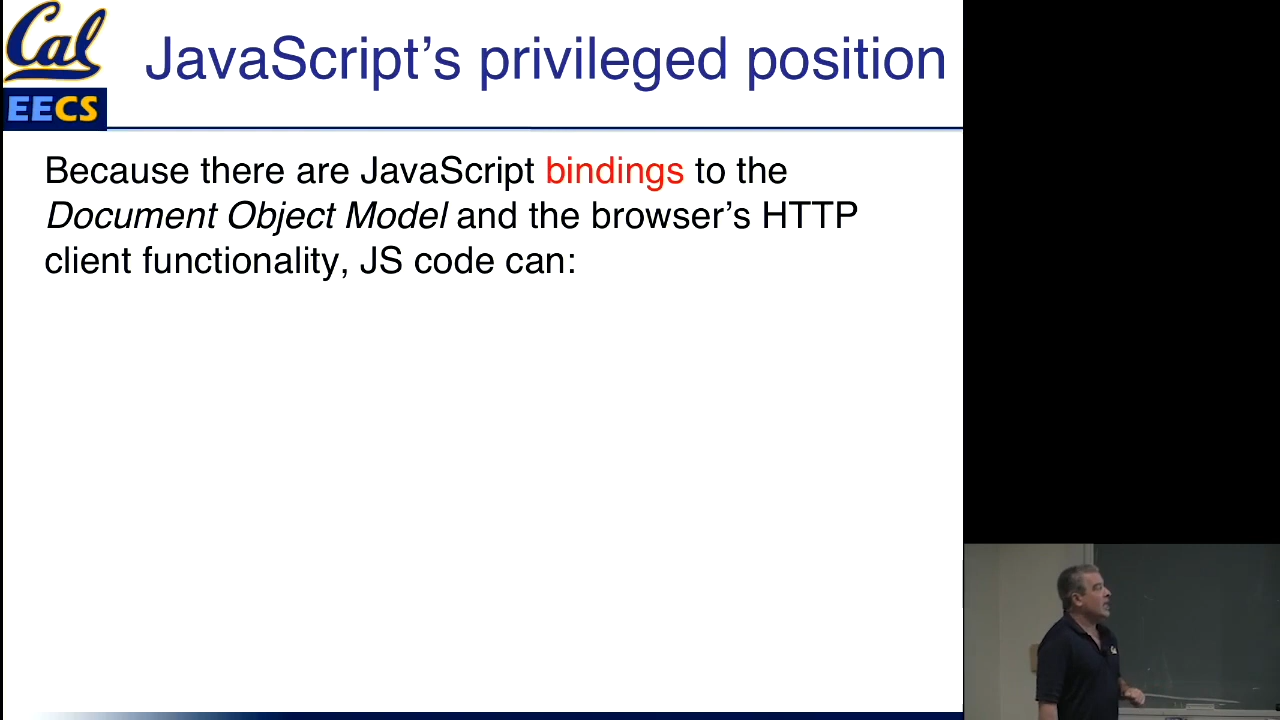 Cal
EECS
JavaScript’s privileged position
Because there are JavaScript bindings to the
Document Object Model and the browser’s HTTP
client functionality, JS code can: